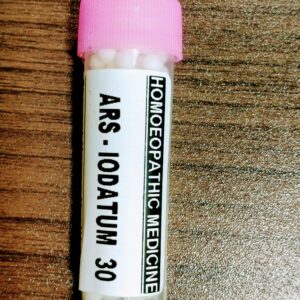 HOMOEOPATHIC MEDICINE
ARS - IODATUM 30